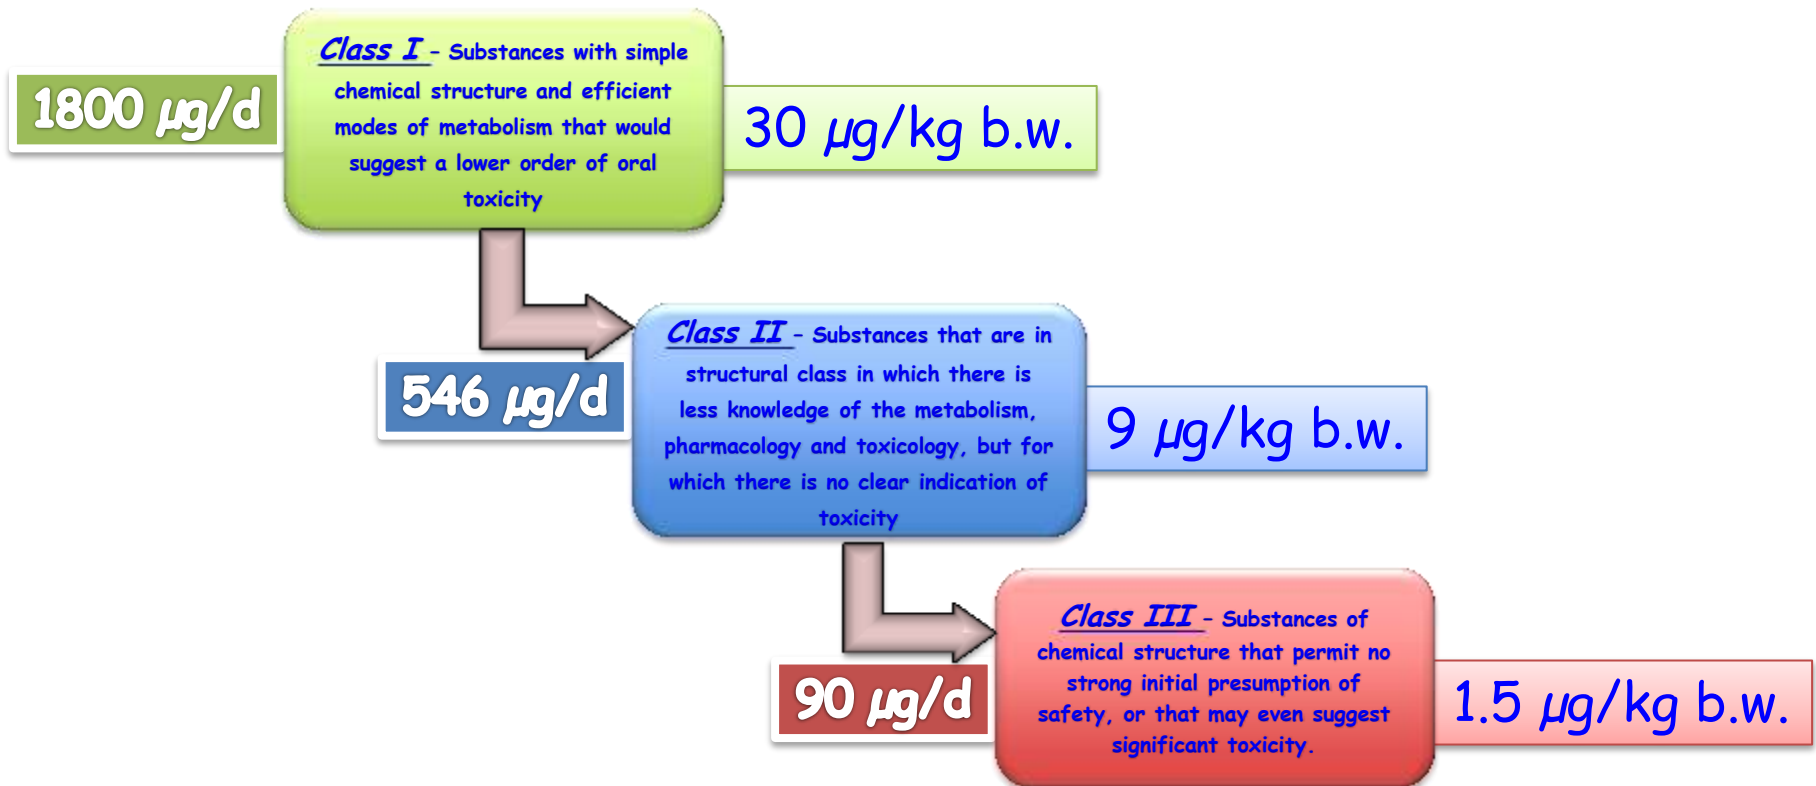 1800 µg/d
Class I - Substances with simple
chemical structure and efficient
modes of metabolism that would
suggest a lower order of oral
toxicity
30 µg/kg b.w.
546 µg/d
Class II - Substances that are in
structural class in which there is
less knowledge of the metabolism,
pharmacology and toxicology, but for
which there is no clear indication of
toxicity
9 µg/kg b.w.
90 µg/d
Class III - Substances of
chemical structure that permit no
strong initial presumption of
safety, or that may even suggest
significant toxicity.
1.5 µg/kg b.w.